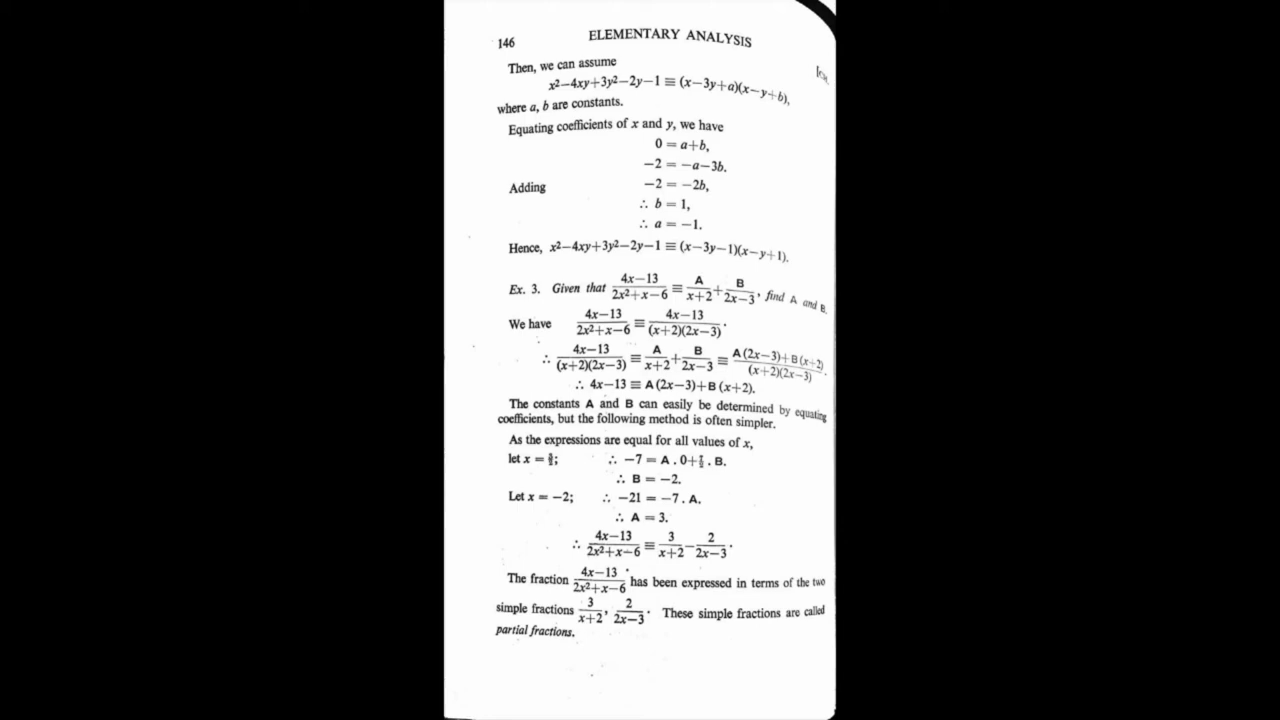 146
ELEMENTARY ANALYSIS
Then, we can assume
x²−4xy+3y²−2y−1 ≡ (x−3y+a)(x−y+b),
where a, b are constants.
Equating coefficients of x and y, we have
0 = a+b,
−2 = −a−3b.
Adding −2 = −2b,
∴ b = 1,
∴ a = −1.
Hence, x²−4xy+3y²−2y−1 ≡ (x−3y−1)(x−y+1).
Ex. 3. Given that (4x−13)/(2x²+x−6) ≡ A/(x+2) + B/(2x−3), find A and B.
We have (4x−13)/(2x²+x−6) ≡ (4x−13)/((x+2)(2x−3)).
∴ (4x−13)/((x+2)(2x−3)) ≡ A/(x+2) + B/(2x−3) ≡ (A(2x−3)+B(x+2))/((x+2)(2x−3)).
∴ 4x−13 ≡ A(2x−3)+B(x+2).
The constants A and B can easily be determined by equating
coefficients, but the following method is often simpler.
As the expressions are equal for all values of x,
let x = 3/2; ∴ −7 = A . 0+7/2 . B.
∴ B = −2.
Let x = −2; ∴ −21 = −7 . A.
∴ A = 3.
∴ (4x−13)/(2x²+x−6) ≡ 3/(x+2) − 2/(2x−3).
The fraction (4x−13)/(2x²+x−6) has been expressed in terms of the two
simple fractions 3/(x+2), 2/(2x−3). These simple fractions are called
partial fractions.